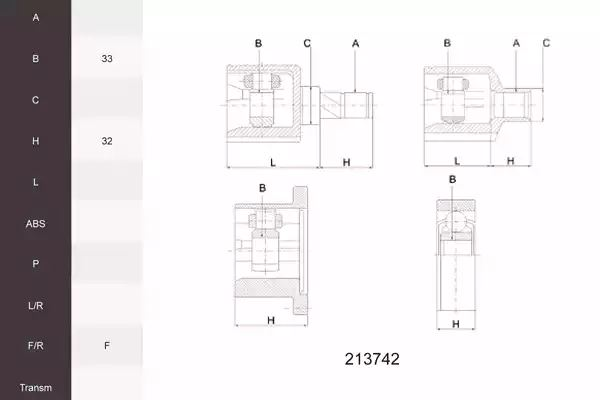 A
B 33
C
H 32
L
ABS
P
L/R
F/R F
Transm
B C A
L H
B A C
L H
B
H
B
H
213742